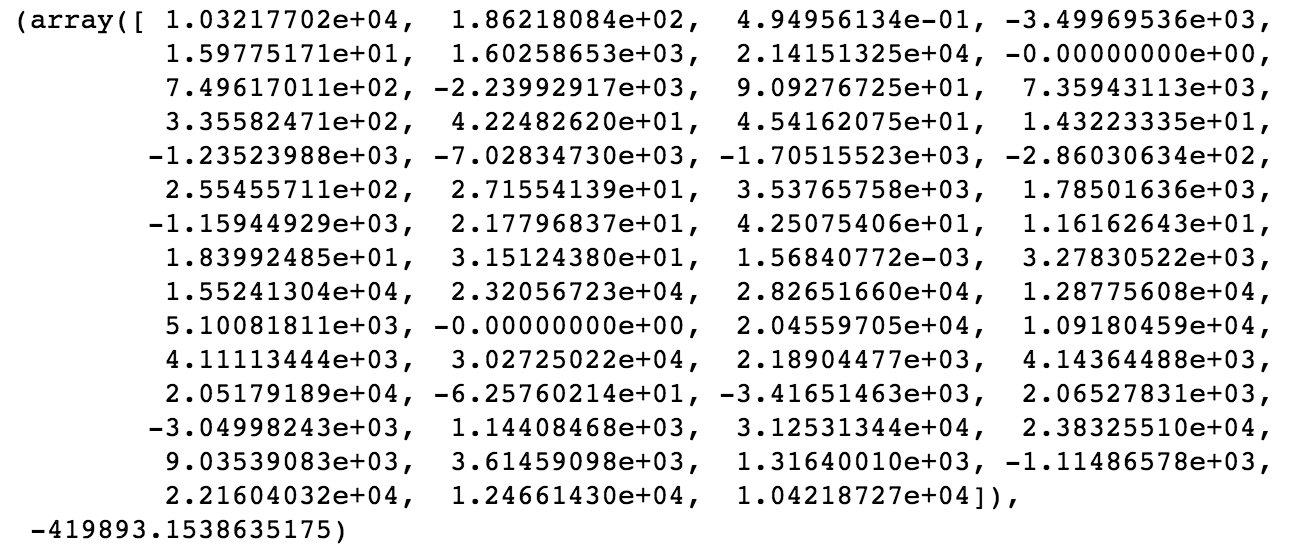 (array([ 1.03217702e+04,  1.86218084e+02,  4.94956134e-01, -3.49969536e+03,
         1.59775171e+01,  1.60258653e+03,  2.14151325e+04, -0.00000000e+00,
         7.49617011e+02, -2.23992917e+03,  9.09276725e+01,  7.35943113e+03,
         3.35582471e+02,  4.22482620e+01,  4.54162075e+01,  1.43223335e+01,
        -1.23523988e+03, -7.02834730e+03, -1.70515523e+03, -2.86030634e+02,
         2.55455711e+02,  2.71554139e+01,  3.53765758e+03,  1.78501636e+03,
        -1.15944929e+03,  2.17796837e+01,  4.25075406e+01,  1.16162643e+01,
         1.83992485e+01,  3.15124380e+01,  1.56840772e-03,  3.27830522e+03,
         1.55241304e+04,  2.32056723e+04,  2.82651660e+04,  1.28775608e+04,
         5.10081811e+03, -0.00000000e+00,  2.04559705e+04,  1.09180459e+04,
         4.11113444e+03,  3.02725022e+04,  2.18904477e+03,  4.14364488e+03,
         2.05179189e+04, -6.25760214e+01, -3.41651463e+03,  2.06527831e+03,
        -3.04998243e+03,  1.14408468e+03,  3.12531344e+04,  2.38325510e+04,
         9.03539083e+03,  3.61459098e+03,  1.31640010e+03, -1.11486578e+03,
         2.21604032e+04,  1.24661430e+04,  1.04218727e+04]),
 -419893.1538635175)